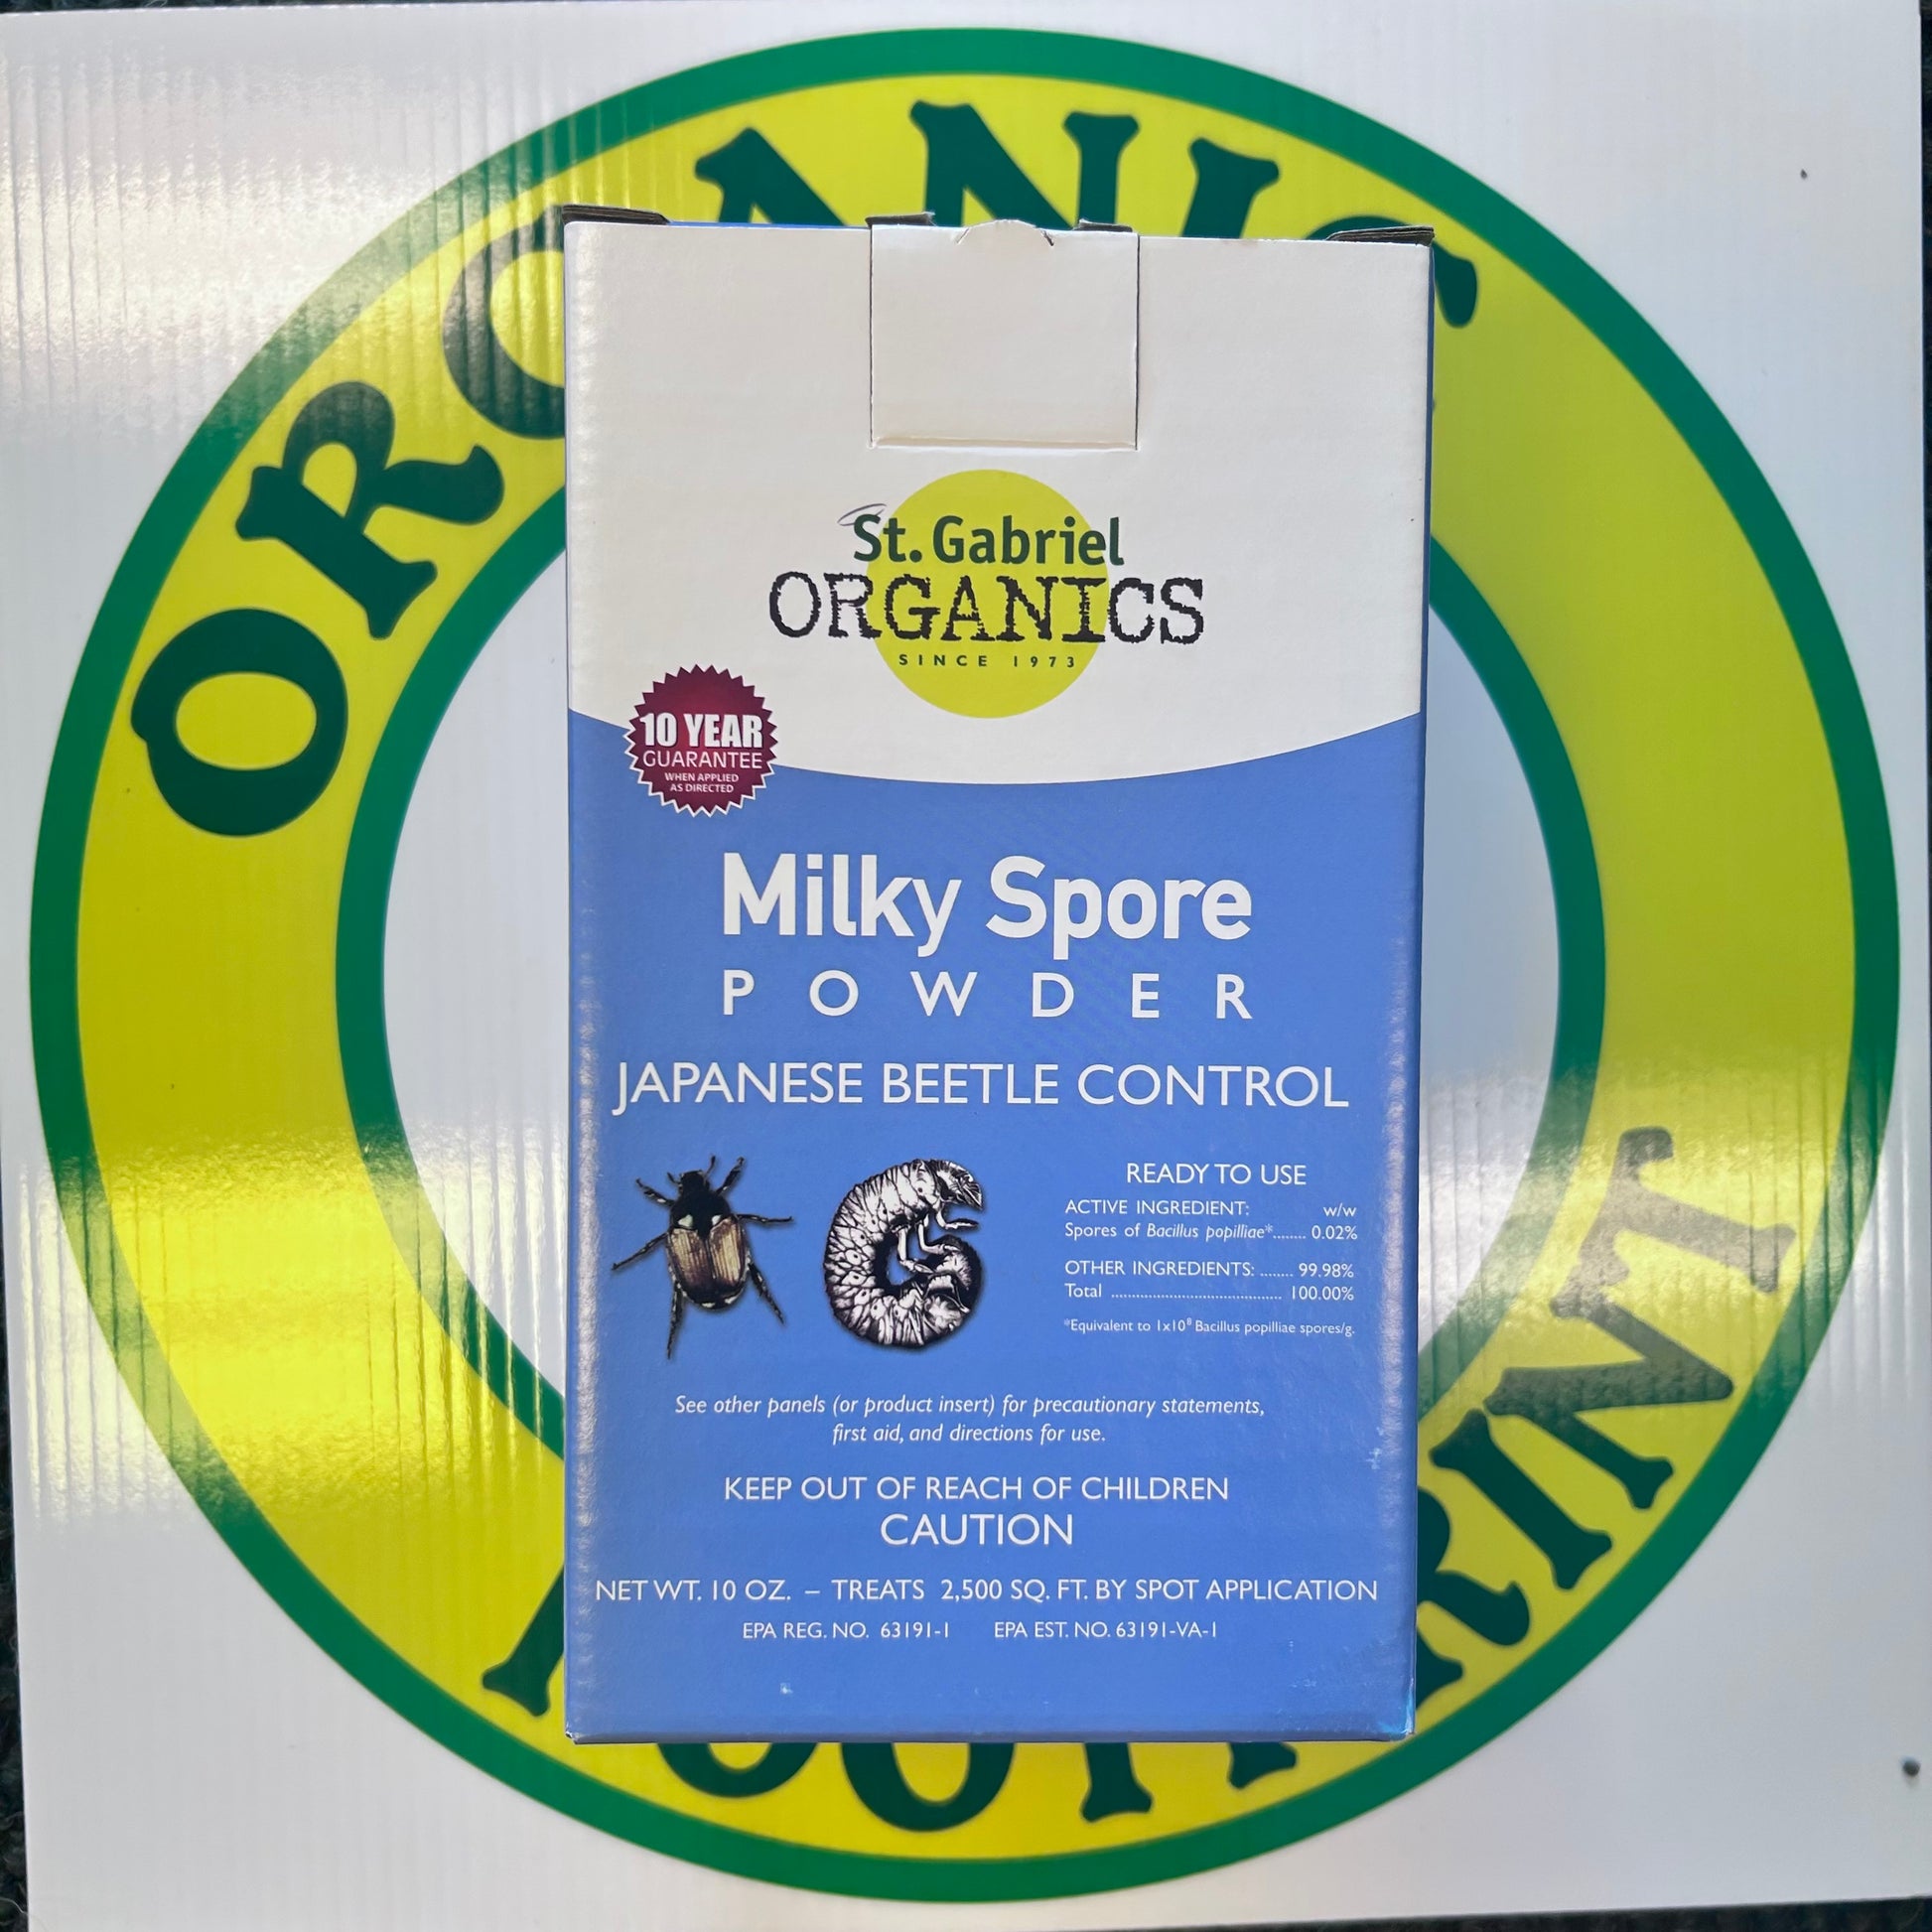 ORGANIC
St. Gabriel
ORGANICS
SINCE 1973
10 YEAR
GUARANTEE
WHEN APPLIED
AS DIRECTED
Milky Spore
POWDER
JAPANESE BEETLE CONTROL
READY TO USE
ACTIVE INGREDIENT: w/w
Spores of Bacillus popilliae*........ 0.02%
OTHER INGREDIENTS: ........ 99.98%
Total ........................................ 100.00%
*Equivalent to 1x10⁸ Bacillus popilliae spores/g.
See other panels (or product insert) for precautionary statements,
first aid, and directions for use.
KEEP OUT OF REACH OF CHILDREN
CAUTION
NET WT. 10 OZ. – TREATS 2,500 SQ. FT. BY SPOT APPLICATION
EPA REG. NO. 63191-1 EPA EST. NO. 63191-VA-1